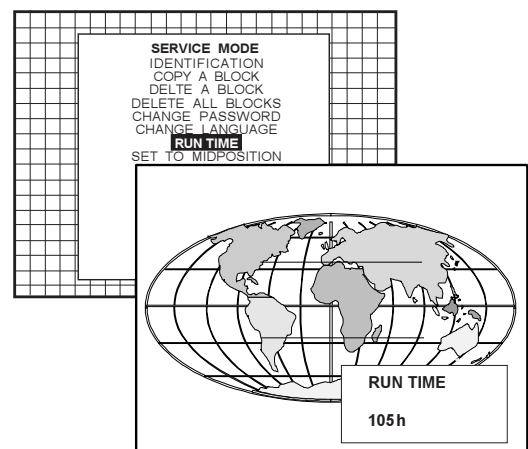 SERVICE MODE
IDENTIFICATION
COPY A BLOCK
DELTE A BLOCK
DELETE ALL BLOCKS
CHANGE PASSWORD
CHANGE LANGUAGE
RUN TIME
SET TO MIDPOSITION
RUN TIME
105h